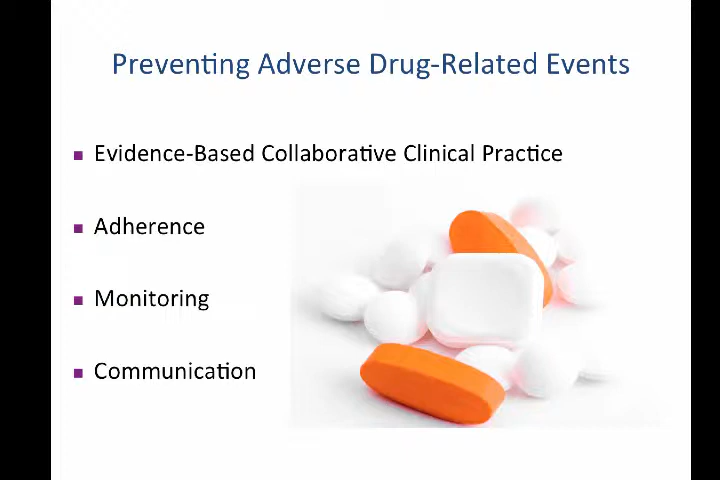 Preventing Adverse Drug-Related Events
Evidence-Based Collaborative Clinical Practice
Adherence
Monitoring
Communication